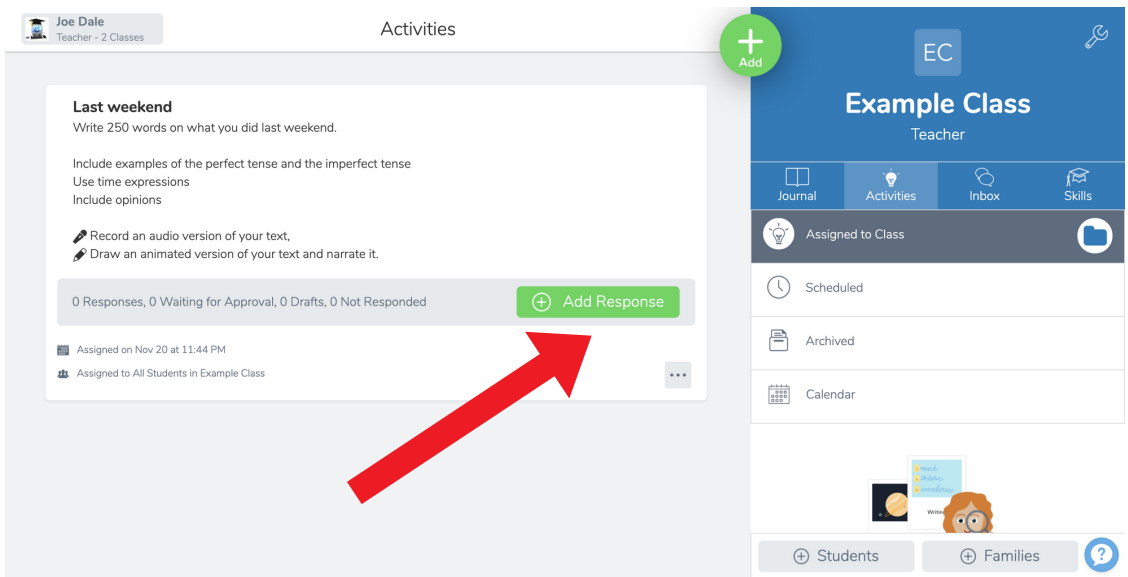 Joe Dale
Teacher - 2 Classes
Activities
Add
Last weekend
Write 250 words on what you did last weekend.
Include examples of the perfect tense and the imperfect tense
Use time expressions
Include opinions
Record an audio version of your text,
Draw an animated version of your text and narrate it.
0 Responses, 0 Waiting for Approval, 0 Drafts, 0 Not Responded
Add Response
Assigned on Nov 20 at 11:44 PM
Assigned to All Students in Example Class
EC
Example Class
Teacher
Journal
Activities
Inbox
Skills
Assigned to Class
Scheduled
Archived
Calendar
Students
Families